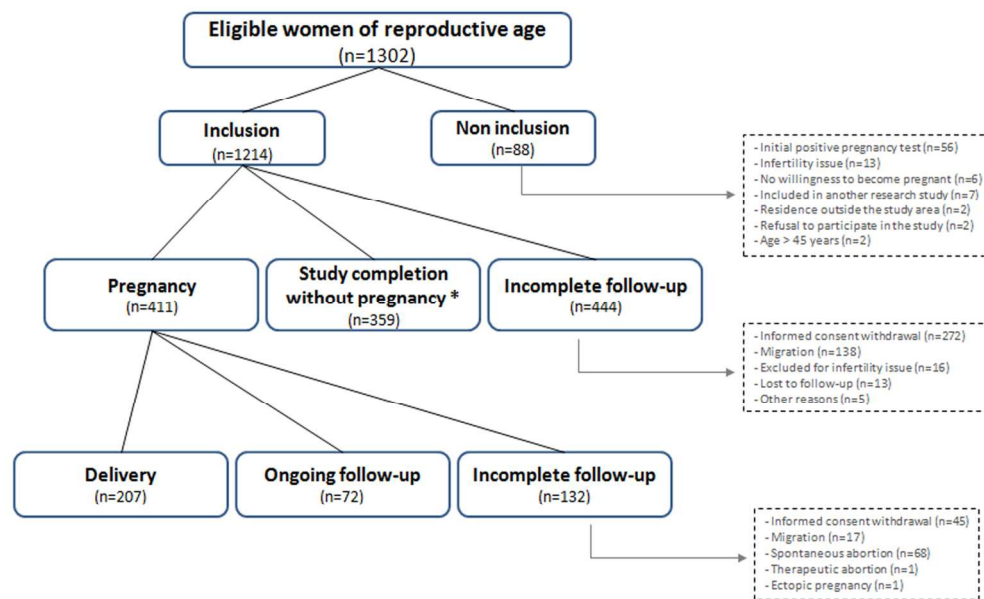 Eligible women of reproductive age
(n=1302)
Inclusion
(n=1214)
Non inclusion
(n=88)
- Initial positive pregnancy test (n=56)
- Infertility issue (n=13)
- No willingness to become pregnant (n=6)
- Included in another research study (n=7)
- Residence outside the study area (n=2)
- Refusal to participate in the study (n=2)
- Age > 45 years (n=2)
Pregnancy
(n=411)
Study completion
without pregnancy *
(n=359)
Incomplete follow-up
(n=444)
- Informed consent withdrawal (n=272)
- Migration (n=138)
- Excluded for infertility issue (n=16)
- Lost to follow-up (n=13)
- Other reasons (n=5)
Delivery
(n=207)
Ongoing follow-up
(n=72)
Incomplete follow-up
(n=132)
- Informed consent withdrawal (n=45)
- Migration (n=17)
- Spontaneous abortion (n=68)
- Therapeutic abortion (n=1)
- Ectopic pregnancy (n=1)